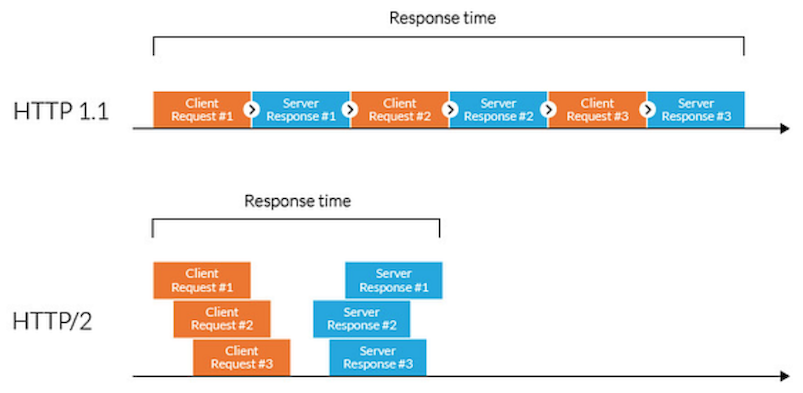 Response time
HTTP 1.1
Client
Request #1
Server
Response #1
Client
Request #2
Server
Response #2
Client
Request #3
Server
Response #3
Response time
HTTP/2
Client
Request #1
Server
Response #1
Client
Request #2
Server
Response #2
Client
Request #3
Server
Response #3